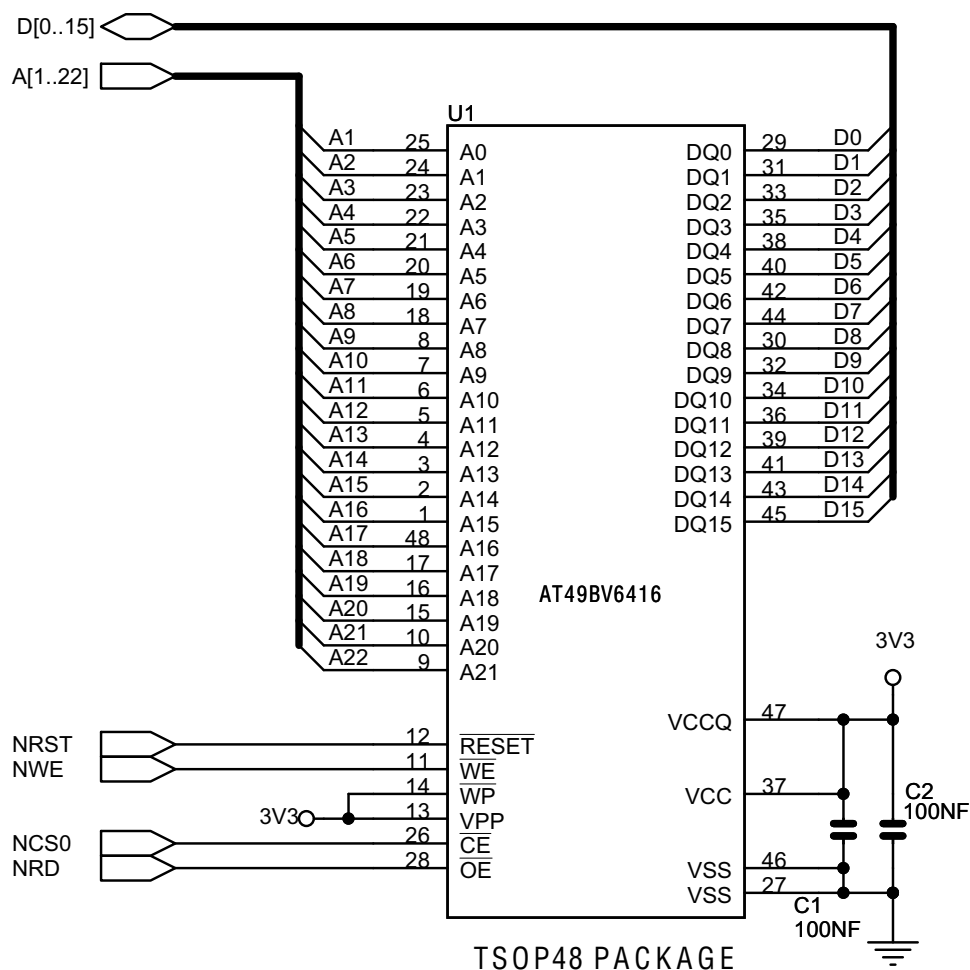 D[0..15]
A[1..22]
U1
A1 25 A0 DQ0 29 D0
A2 24 A1 DQ1 31 D1
A3 23 A2 DQ2 33 D2
A4 22 A3 DQ3 35 D3
A5 21 A4 DQ4 38 D4
A6 20 A5 DQ5 40 D5
A7 19 A6 DQ6 42 D6
A8 18 A7 DQ7 44 D7
A9 8 A8 DQ8 30 D8
A10 7 A9 DQ9 32 D9
A11 6 A10 DQ10 34 D10
A12 5 A11 DQ11 36 D11
A13 4 A12 DQ12 39 D12
A14 3 A13 DQ13 41 D13
A15 2 A14 DQ14 43 D14
A16 1 A15 DQ15 45 D15
A17 48 A16
A18 17 A17
A19 16 A18
AT49BV6416
A20 15 A19
A21 10 A20
A22 9 A21
3V3
VCCQ 47
NRST 12 RESET
NWE 11 WE
14 WP VCC 37
3V3 13 VPP
C2
100NF
NCS0 26 CE
NRD 28 OE
VSS 46
VSS 27
C1
100NF
TSOP48 PACKAGE